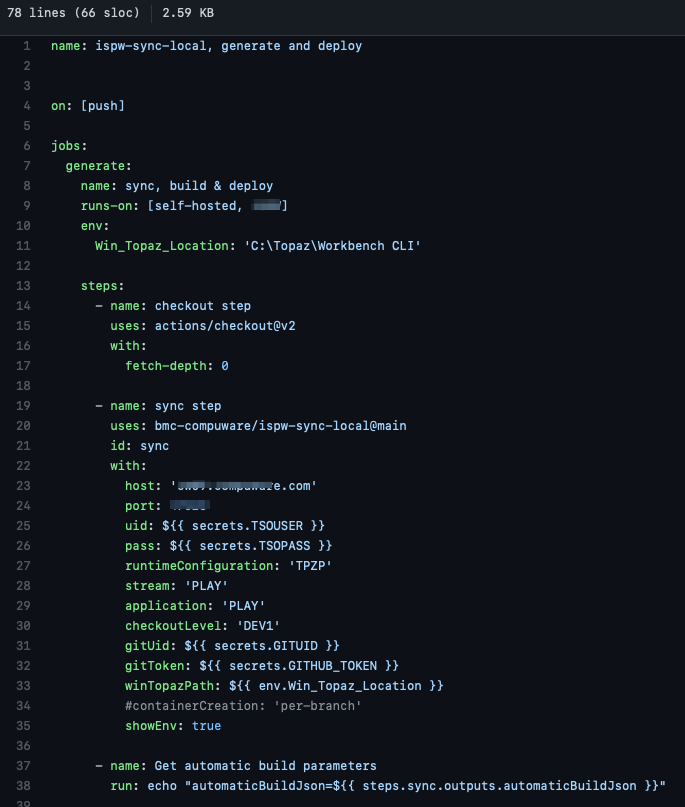 78 lines (66 sloc) 2.59 KB
1 name: ispw-sync-local, generate and deploy
2
3
4 on: [push]
5
6 jobs:
7   generate:
8     name: sync, build & deploy
9     runs-on: [self-hosted, ]
10     env:
11       Win_Topaz_Location: 'C:\Topaz\Workbench CLI'
12
13     steps:
14       - name: checkout step
15         uses: actions/checkout@v2
16         with:
17           fetch-depth: 0
18
19       - name: sync step
20         uses: bmc-compuware/ispw-sync-local@main
21         id: sync
22         with:
23           host: '.com'
24           port:
25           uid: ${{ secrets.TSOUSER }}
26           pass: ${{ secrets.TSOPASS }}
27           runtimeConfiguration: 'TPZP'
28           stream: 'PLAY'
29           application: 'PLAY'
30           checkoutLevel: 'DEV1'
31           gitUid: ${{ secrets.GITUID }}
32           gitToken: ${{ secrets.GITHUB_TOKEN }}
33           winTopazPath: ${{ env.Win_Topaz_Location }}
34           #containerCreation: 'per-branch'
35           showEnv: true
36
37       - name: Get automatic build parameters
38         run: echo "automaticBuildJson=${{ steps.sync.outputs.automaticBuildJson }}"
39